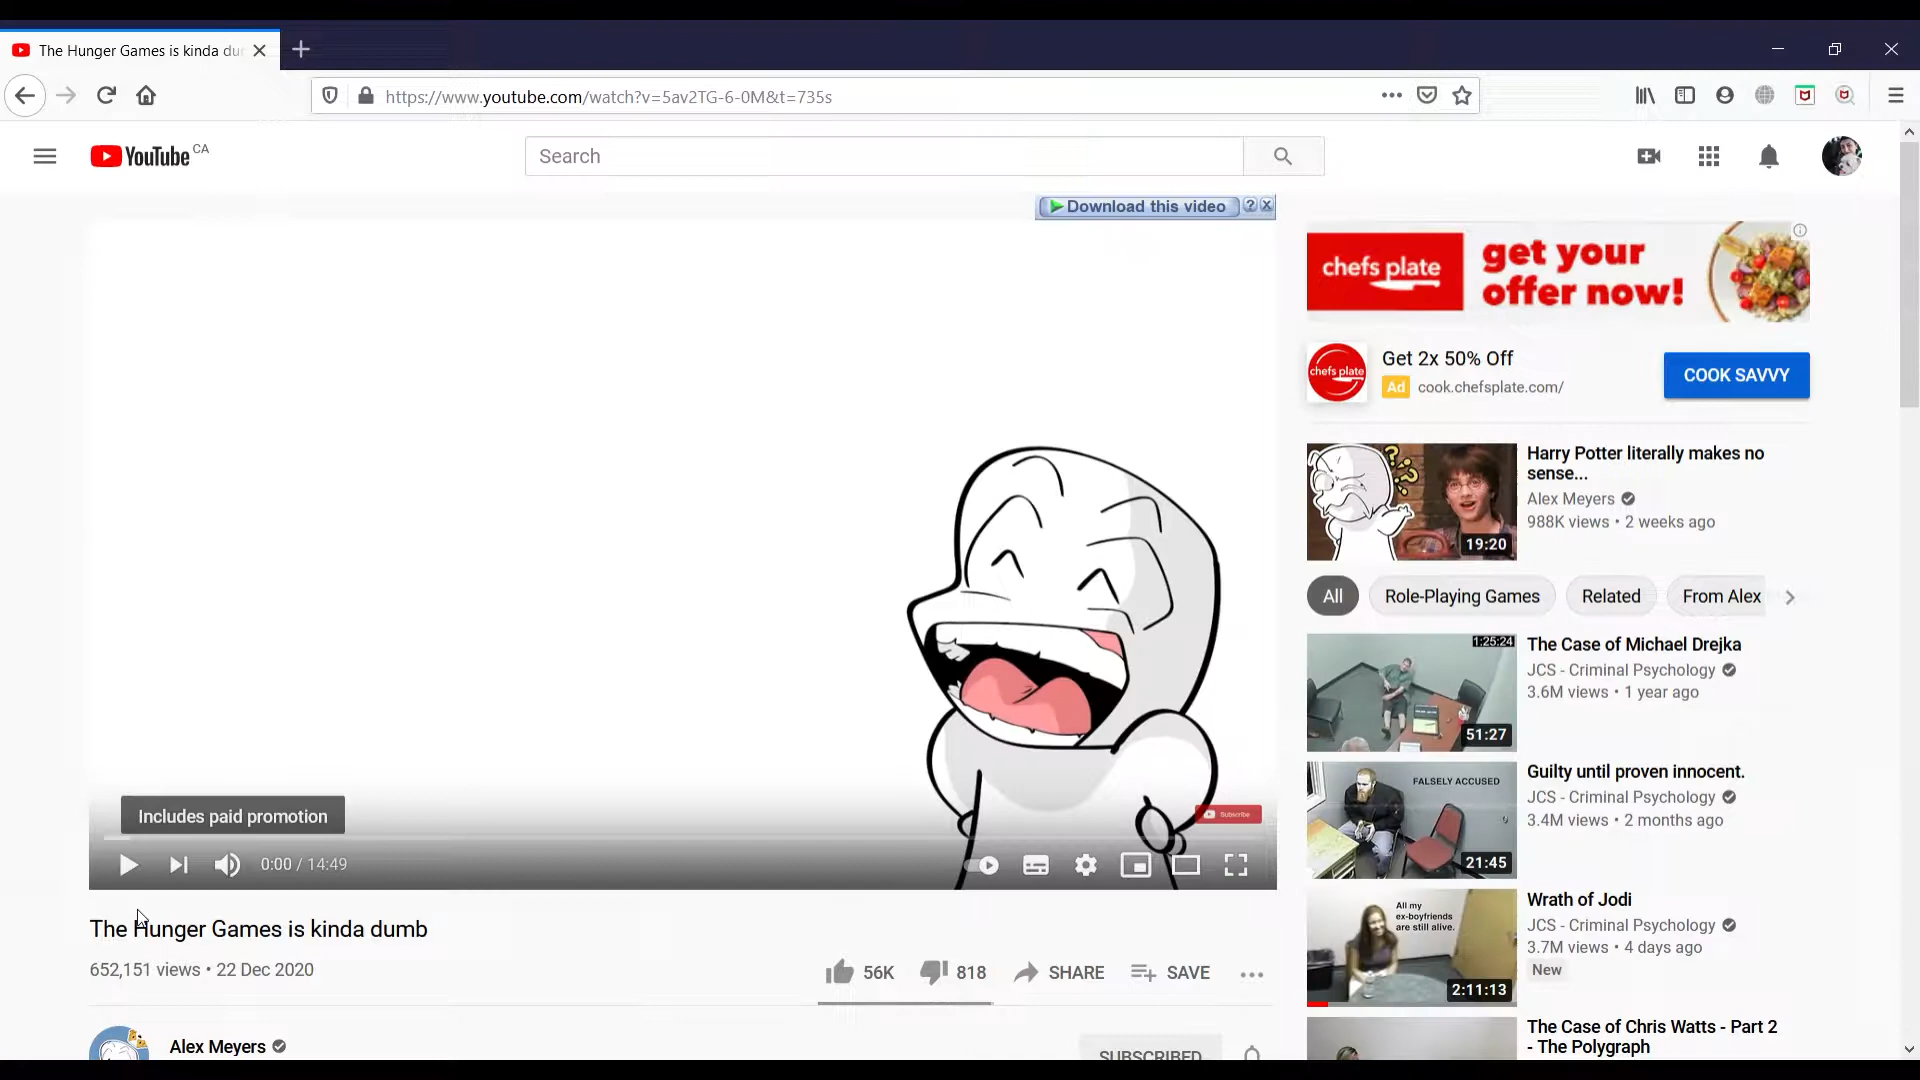 The Hunger Games is kinda du
https://www.youtube.com/watch?v=5av2TG-6-0M&t=735s
YouTube CA
Search
Download this video
chefs plate
get your
offer now!
chefs plate
Get 2x 50% Off
Ad cook.chefsplate.com/
COOK SAVVY
Harry Potter literally makes no
sense...
Alex Meyers
988K views • 2 weeks ago
19:20
All
Role-Playing Games
Related
From Alex
The Case of Michael Drejka
JCS - Criminal Psychology
3.6M views • 1 year ago
1:25:24
51:27
Guilty until proven innocent.
JCS - Criminal Psychology
3.4M views • 2 months ago
FALSELY ACCUSED
21:45
Wrath of Jodi
JCS - Criminal Psychology
3.7M views • 4 days ago
New
All my
ex-boyfriends
are still alive.
2:11:13
The Case of Chris Watts - Part 2
- The Polygraph
Includes paid promotion
Subscribe
0:00 / 14:49
The Hunger Games is kinda dumb
652,151 views • 22 Dec 2020
56K
818
SHARE
SAVE
Alex Meyers
SUBSCRIBED